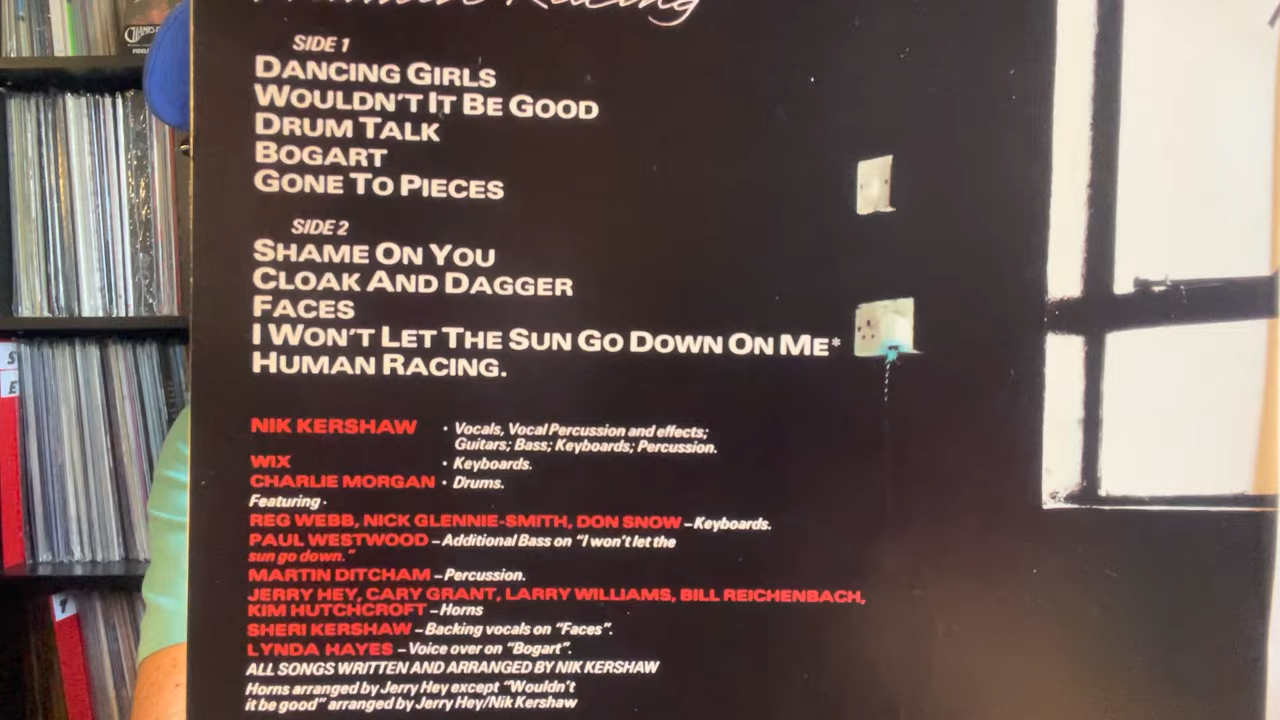 Human Racing
SIDE 1
DANCING GIRLS
WOULDN'T IT BE GOOD
DRUM TALK
BOGART
GONE TO PIECES
SIDE 2
SHAME ON YOU
CLOAK AND DAGGER
FACES
I WON'T LET THE SUN GO DOWN ON ME*
HUMAN RACING.
NIK KERSHAW · Vocals, Vocal Percussion and effects;
Guitars; Bass; Keyboards; Percussion.
WIX · Keyboards.
CHARLIE MORGAN · Drums.
Featuring ·
REG WEBB, NICK GLENNIE-SMITH, DON SNOW – Keyboards.
PAUL WESTWOOD – Additional Bass on "I won't let the
sun go down."
MARTIN DITCHAM – Percussion.
JERRY HEY, CARY GRANT, LARRY WILLIAMS, BILL REICHENBACH,
KIM HUTCHCROFT – Horns
SHERI KERSHAW – Backing vocals on "Faces".
LYNDA HAYES – Voice over on "Bogart".
ALL SONGS WRITTEN AND ARRANGED BY NIK KERSHAW
Horns arranged by Jerry Hey except "Wouldn't
it be good" arranged by Jerry Hey/Nik Kershaw
S
E